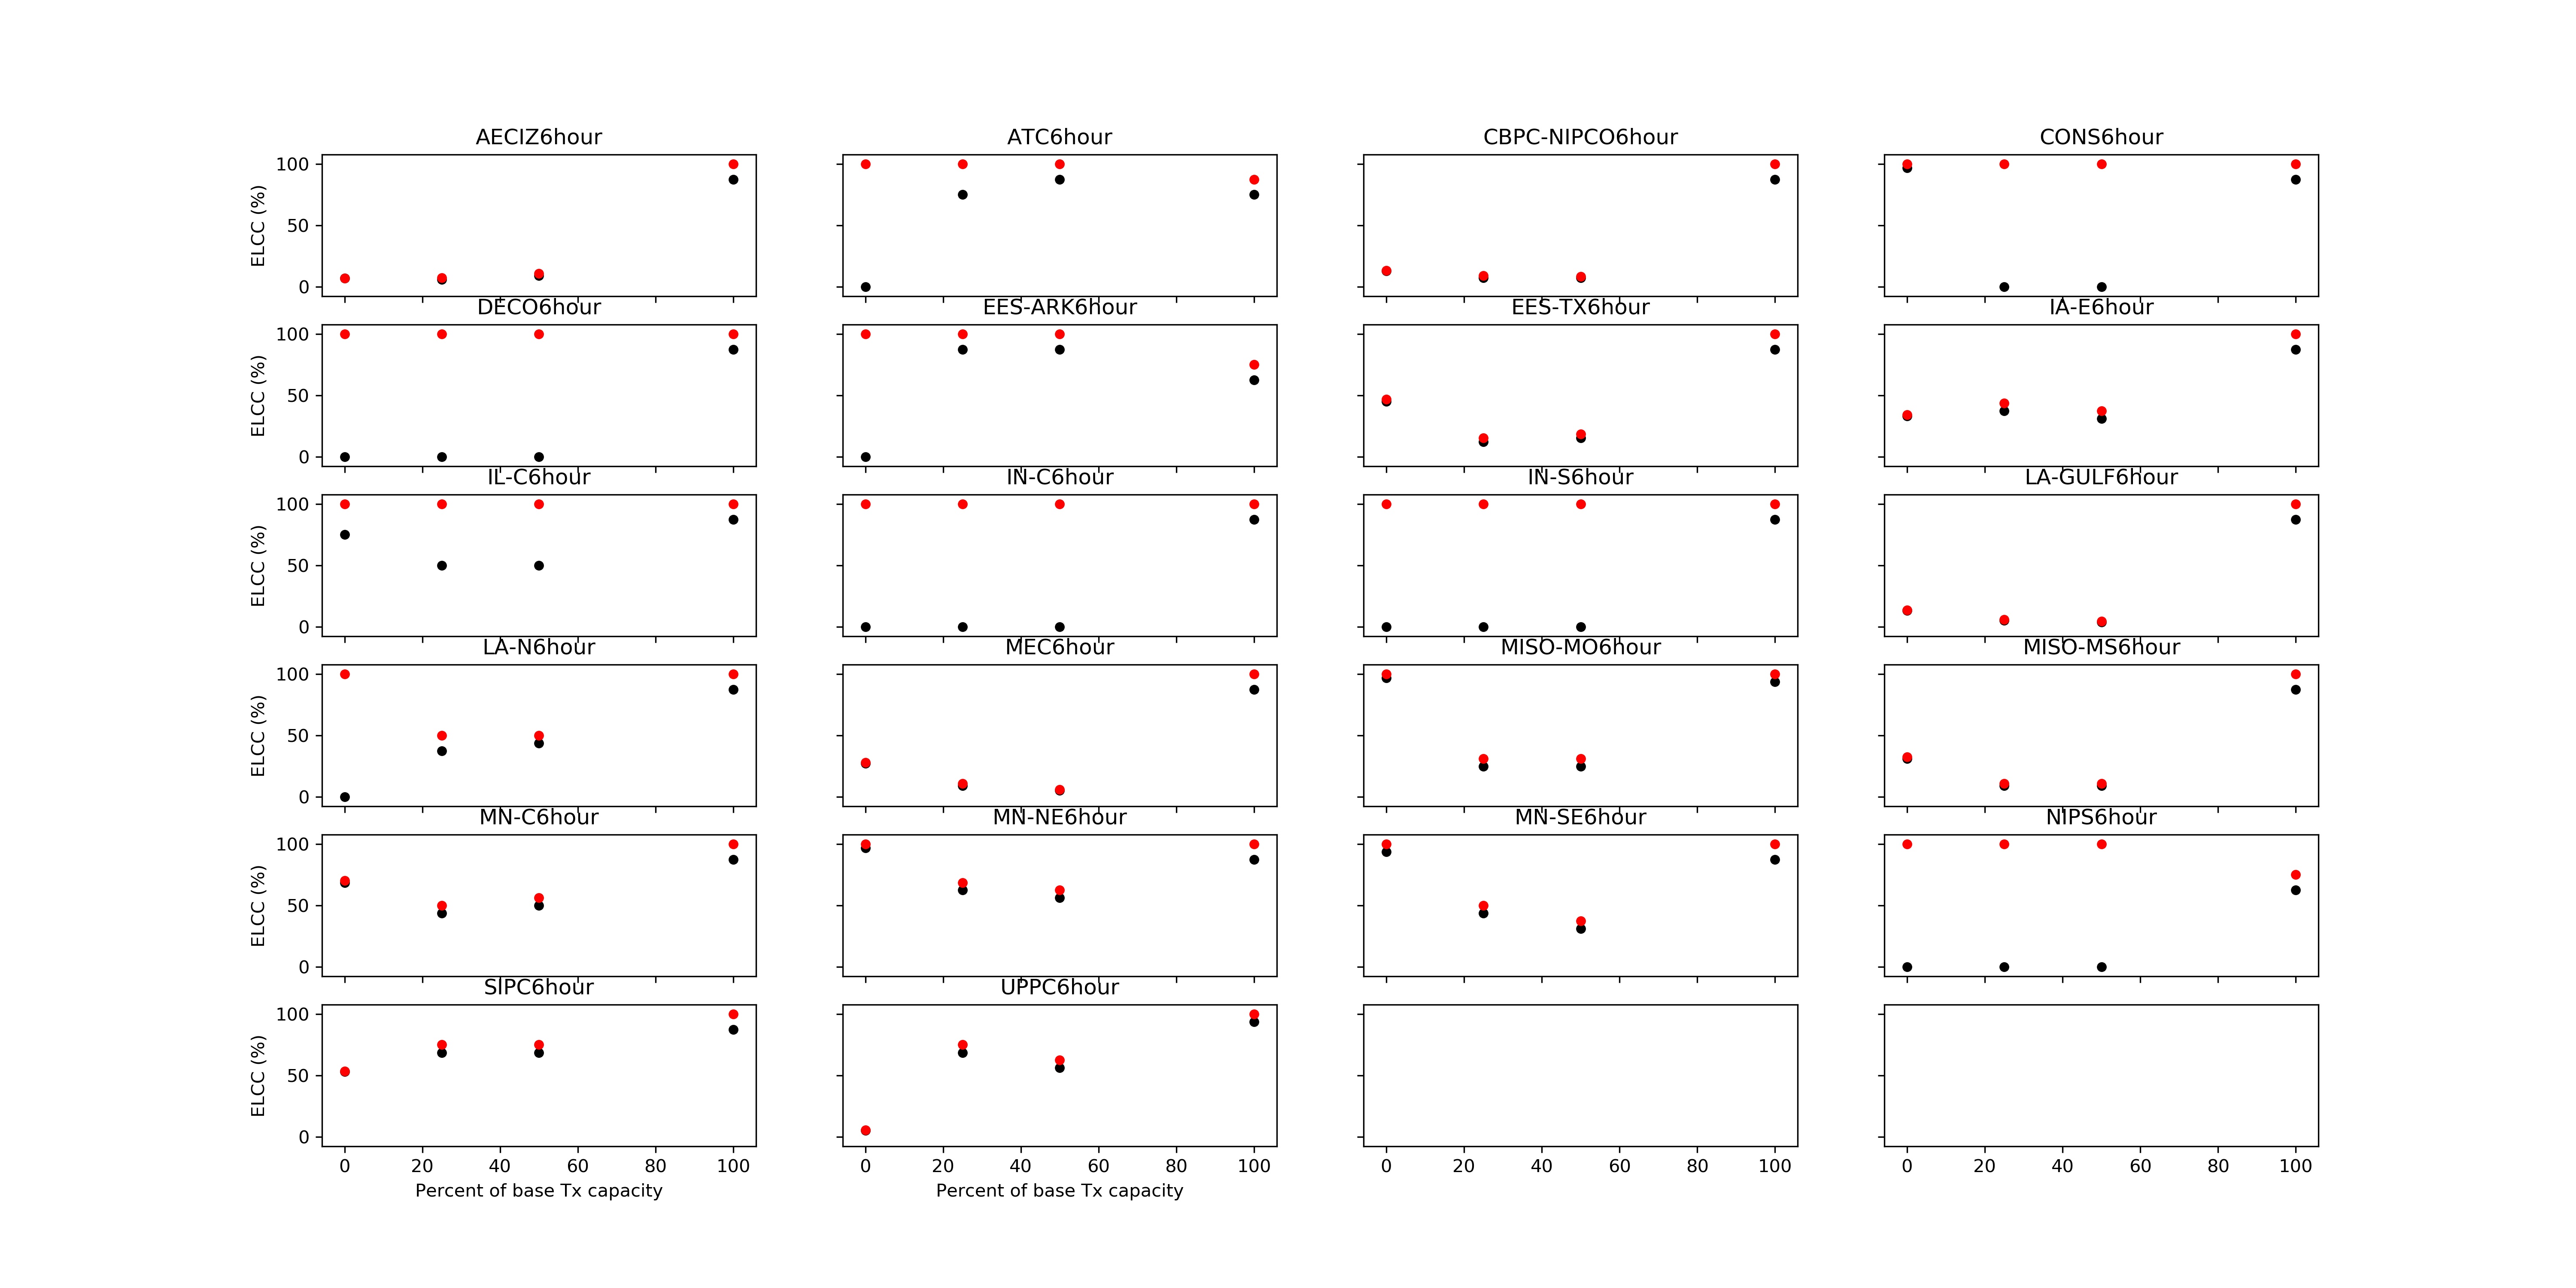 AECIZ6hour
ATC6hour
CBPC-NIPCO6hour
CONS6hour
ELCC (%)
100
50
0
DECO6hour
EES-ARK6hour
EES-TX6hour
IA-E6hour
ELCC (%)
100
50
0
IL-C6hour
IN-C6hour
IN-S6hour
LA-GULF6hour
ELCC (%)
100
50
0
LA-N6hour
MEC6hour
MISO-MO6hour
MISO-MS6hour
ELCC (%)
100
50
0
MN-C6hour
MN-NE6hour
MN-SE6hour
NIPS6hour
ELCC (%)
100
50
0
SIPC6hour
UPPC6hour
ELCC (%)
100
50
0
0 20 40 60 80 100
0 20 40 60 80 100
0 20 40 60 80 100
0 20 40 60 80 100
Percent of base Tx capacity
Percent of base Tx capacity